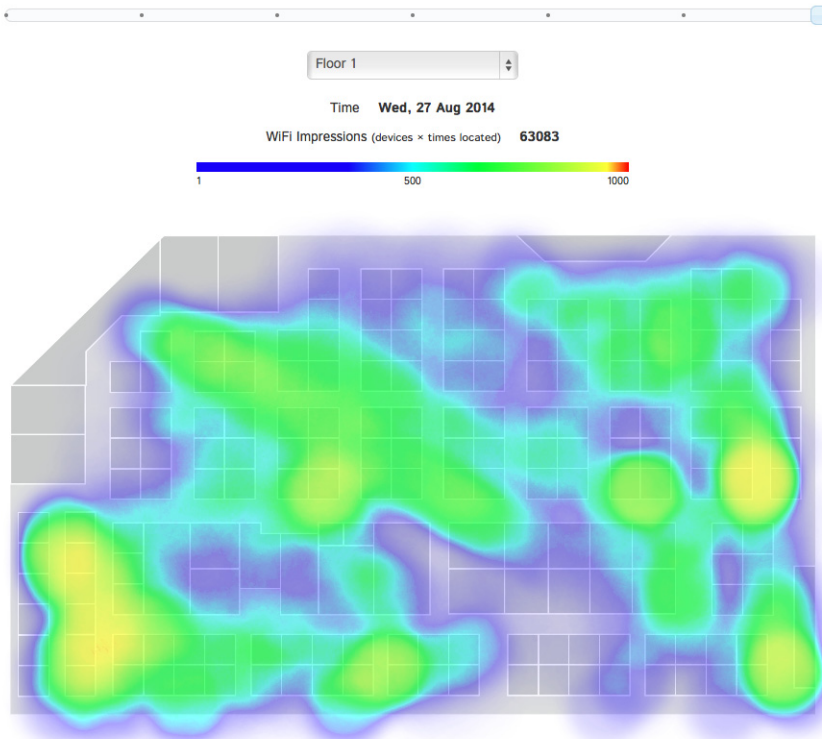 Floor 1
Time Wed, 27 Aug 2014
WiFi Impressions (devices × times located) 63083
1 500 1000